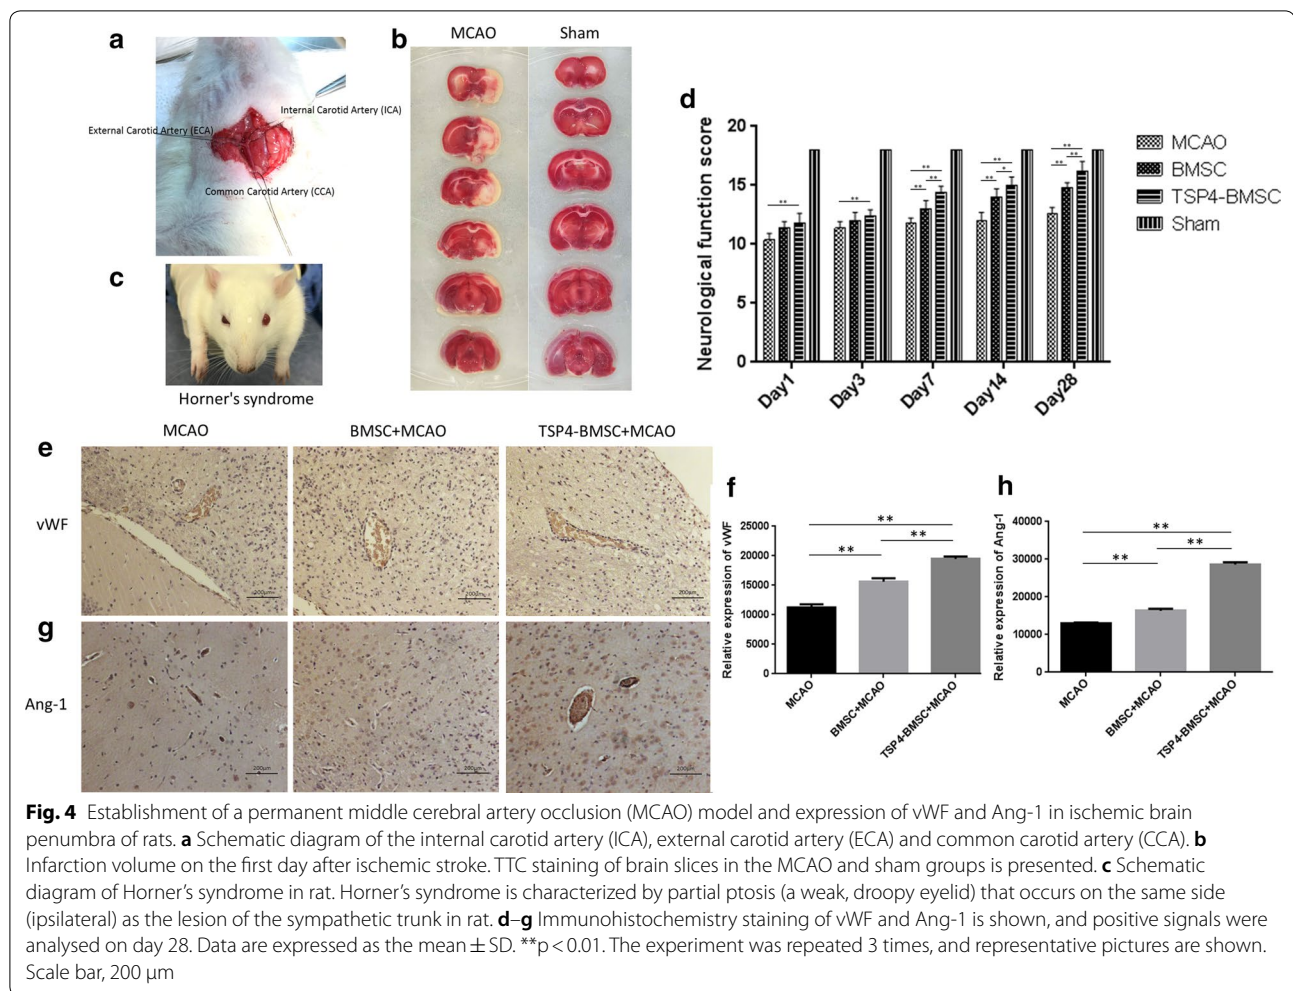 a
Internal Carotid Artery (ICA)
External Carotid Artery (ECA)
Common Carotid Artery (CCA)
b
MCAO
Sham
c
Horner's syndrome
d
Neurological function score
20
15
10
5
0
**
**
**
**
**
**
**
*
**
**
**
Day1
Day3
Day7
Day14
Day28
MCAO
BMSC
TSP4-BMSC
Sham
MCAO
BMSC+MCAO
TSP4-BMSC+MCAO
e
vWF
200μm
200μm
200μm
g
Ang-1
200μm
200μm
200μm
f
Relative expression of vWF
25000
20000
15000
10000
5000
0
**
**
**
MCAO
BMSC+MCAO
TSP4-BMSC+MCAO
h
Relative expression of Ang-1
40000
30000
20000
10000
0
**
**
**
MCAO
BMSC+MCAO
TSP4-BMSC+MCAO
Fig. 4 Establishment of a permanent middle cerebral artery occlusion (MCAO) model and expression of vWF and Ang-1 in ischemic brain
penumbra of rats. a Schematic diagram of the internal carotid artery (ICA), external carotid artery (ECA) and common carotid artery (CCA). b
Infarction volume on the first day after ischemic stroke. TTC staining of brain slices in the MCAO and sham groups is presented. c Schematic
diagram of Horner's syndrome in rat. Horner's syndrome is characterized by partial ptosis (a weak, droopy eyelid) that occurs on the same side
(ipsilateral) as the lesion of the sympathetic trunk in rat. d–g Immunohistochemistry staining of vWF and Ang-1 is shown, and positive signals were
analysed on day 28. Data are expressed as the mean ± SD. **p < 0.01. The experiment was repeated 3 times, and representative pictures are shown.
Scale bar, 200 μm